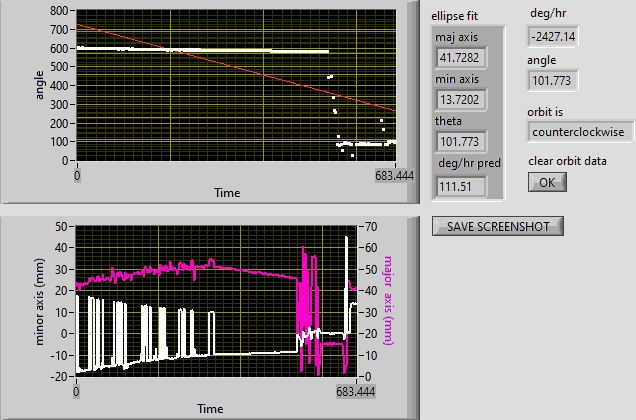 800
700
600
500
400
300
200
100
0
angle
0
683.444
Time
ellipse fit
maj axis
41.7282
min axis
13.7202
theta
101.773
deg/hr pred
111.51
deg/hr
-2427.14
angle
101.773
orbit is
counterclockwise
clear orbit data
OK
SAVE SCREENSHOT
50
40
30
20
10
0
-10
-20
minor axis (mm)
70
60
50
40
30
20
10
0
major axis (mm)
0
683.444
Time